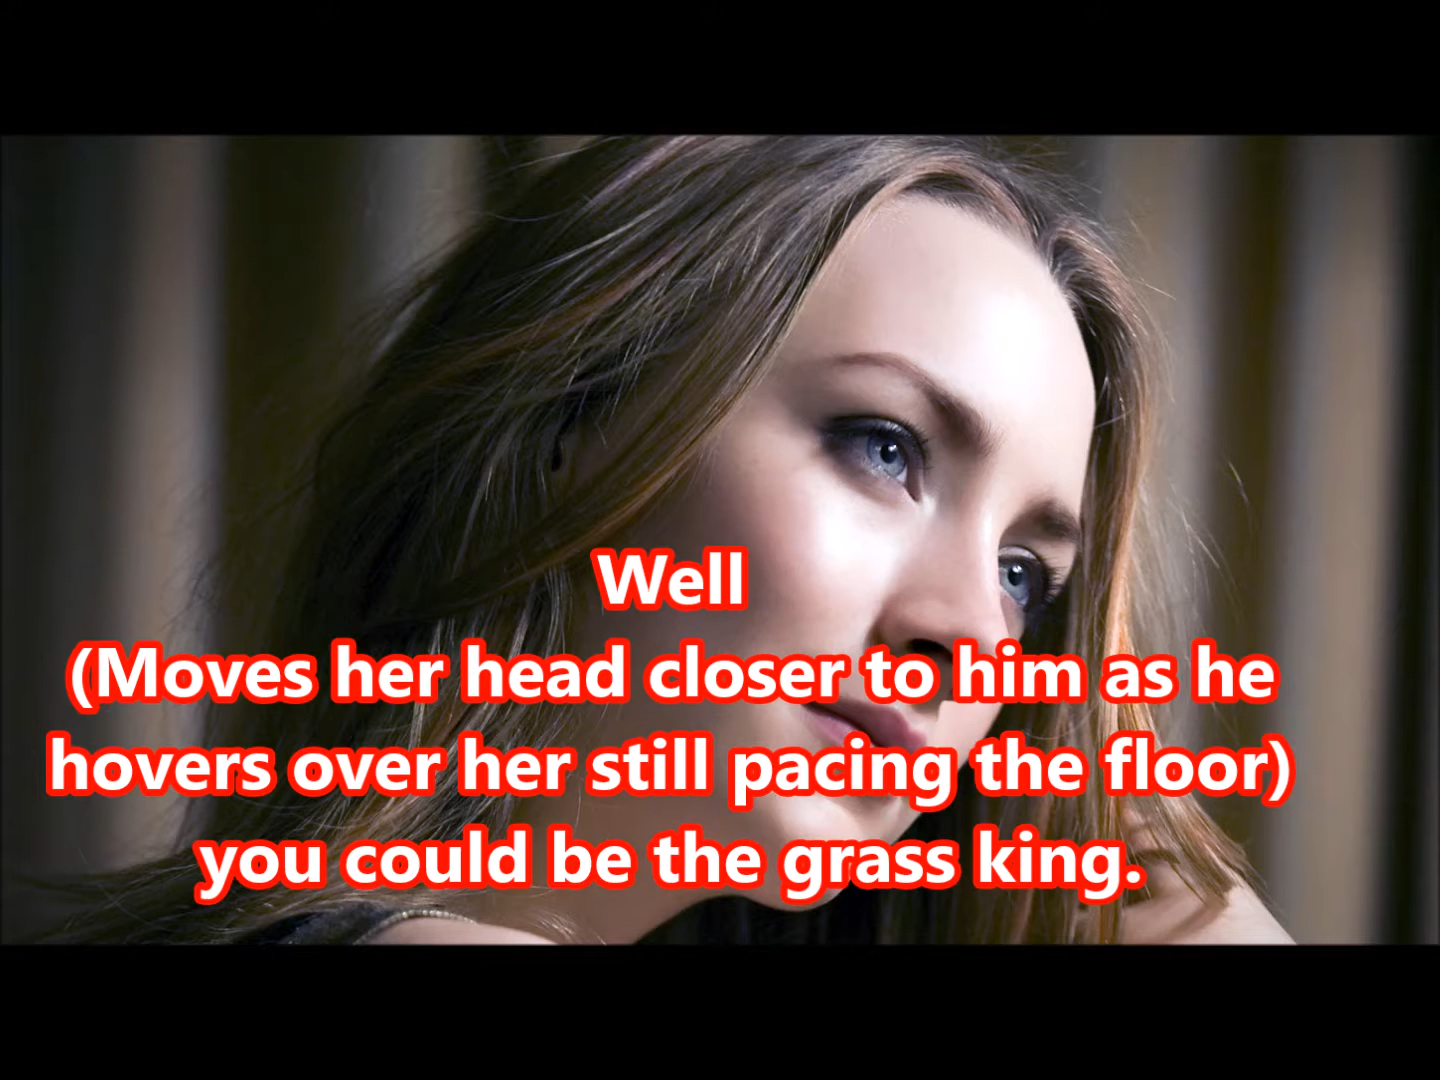 Well
(Moves her head closer to him as he
hovers over her still pacing the floor)
you could be the grass king.